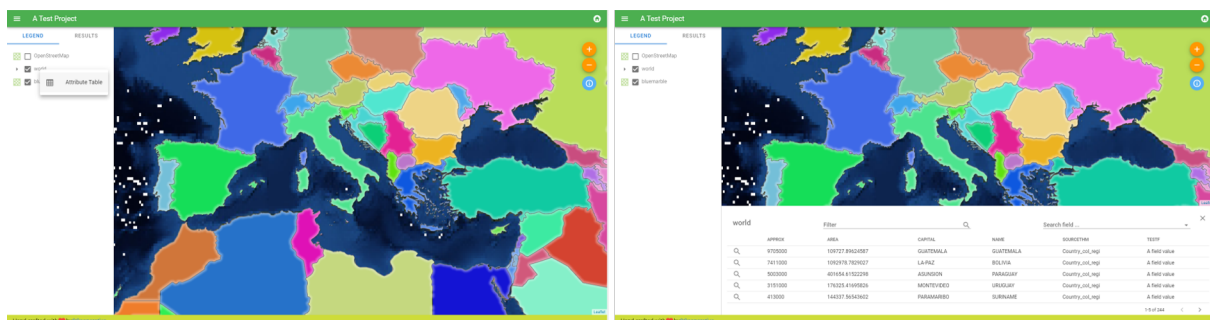 A Test Project
LEGEND RESULTS
OpenStreetMap
world
Attribute Table
+
−
Leaflet
A Test Project
LEGEND RESULTS
OpenStreetMap
world
bluemarble
+
−
world Filter Search field ...
APPROX AREA CAPITAL NAME SOURCETHM TESTF
9705000 109727.89624587 GUATEMALA GUATEMALA Country_col_regi A field value
7411000 1092978.7829027 LA-PAZ BOLIVIA Country_col_regi A field value
5003000 401654.61522298 ASUNSION PARAGUAY Country_col_regi A field value
3151000 176325.41695826 MONTEVIDEO URUGUAY Country_col_regi A field value
413000 144337.56543602 PARAMARIBO SURINAME Country_col_regi A field value
1-5 of 244